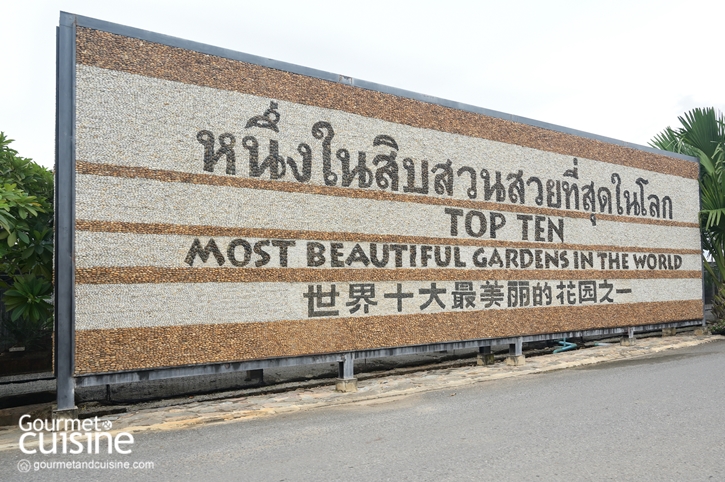 หนึ่งในสิบสวนสวยที่สุดในโลก
TOP TEN
MOST BEAUTIFUL GARDENS IN THE WORLD
世界十大最美丽的花园之一
Gourmet
CUISINE
gourmetandcuisine.com